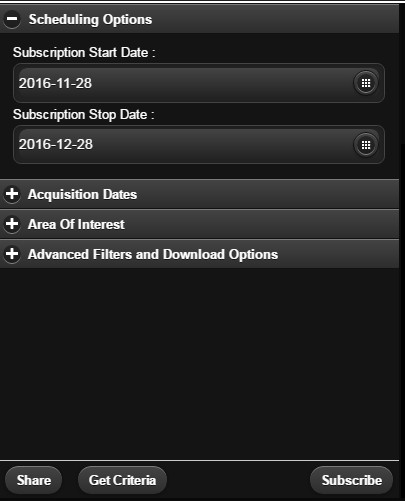 Scheduling Options
Subscription Start Date :
2016-11-28
Subscription Stop Date :
2016-12-28
Acquisition Dates
Area Of Interest
Advanced Filters and Download Options
Share Get Criteria Subscribe